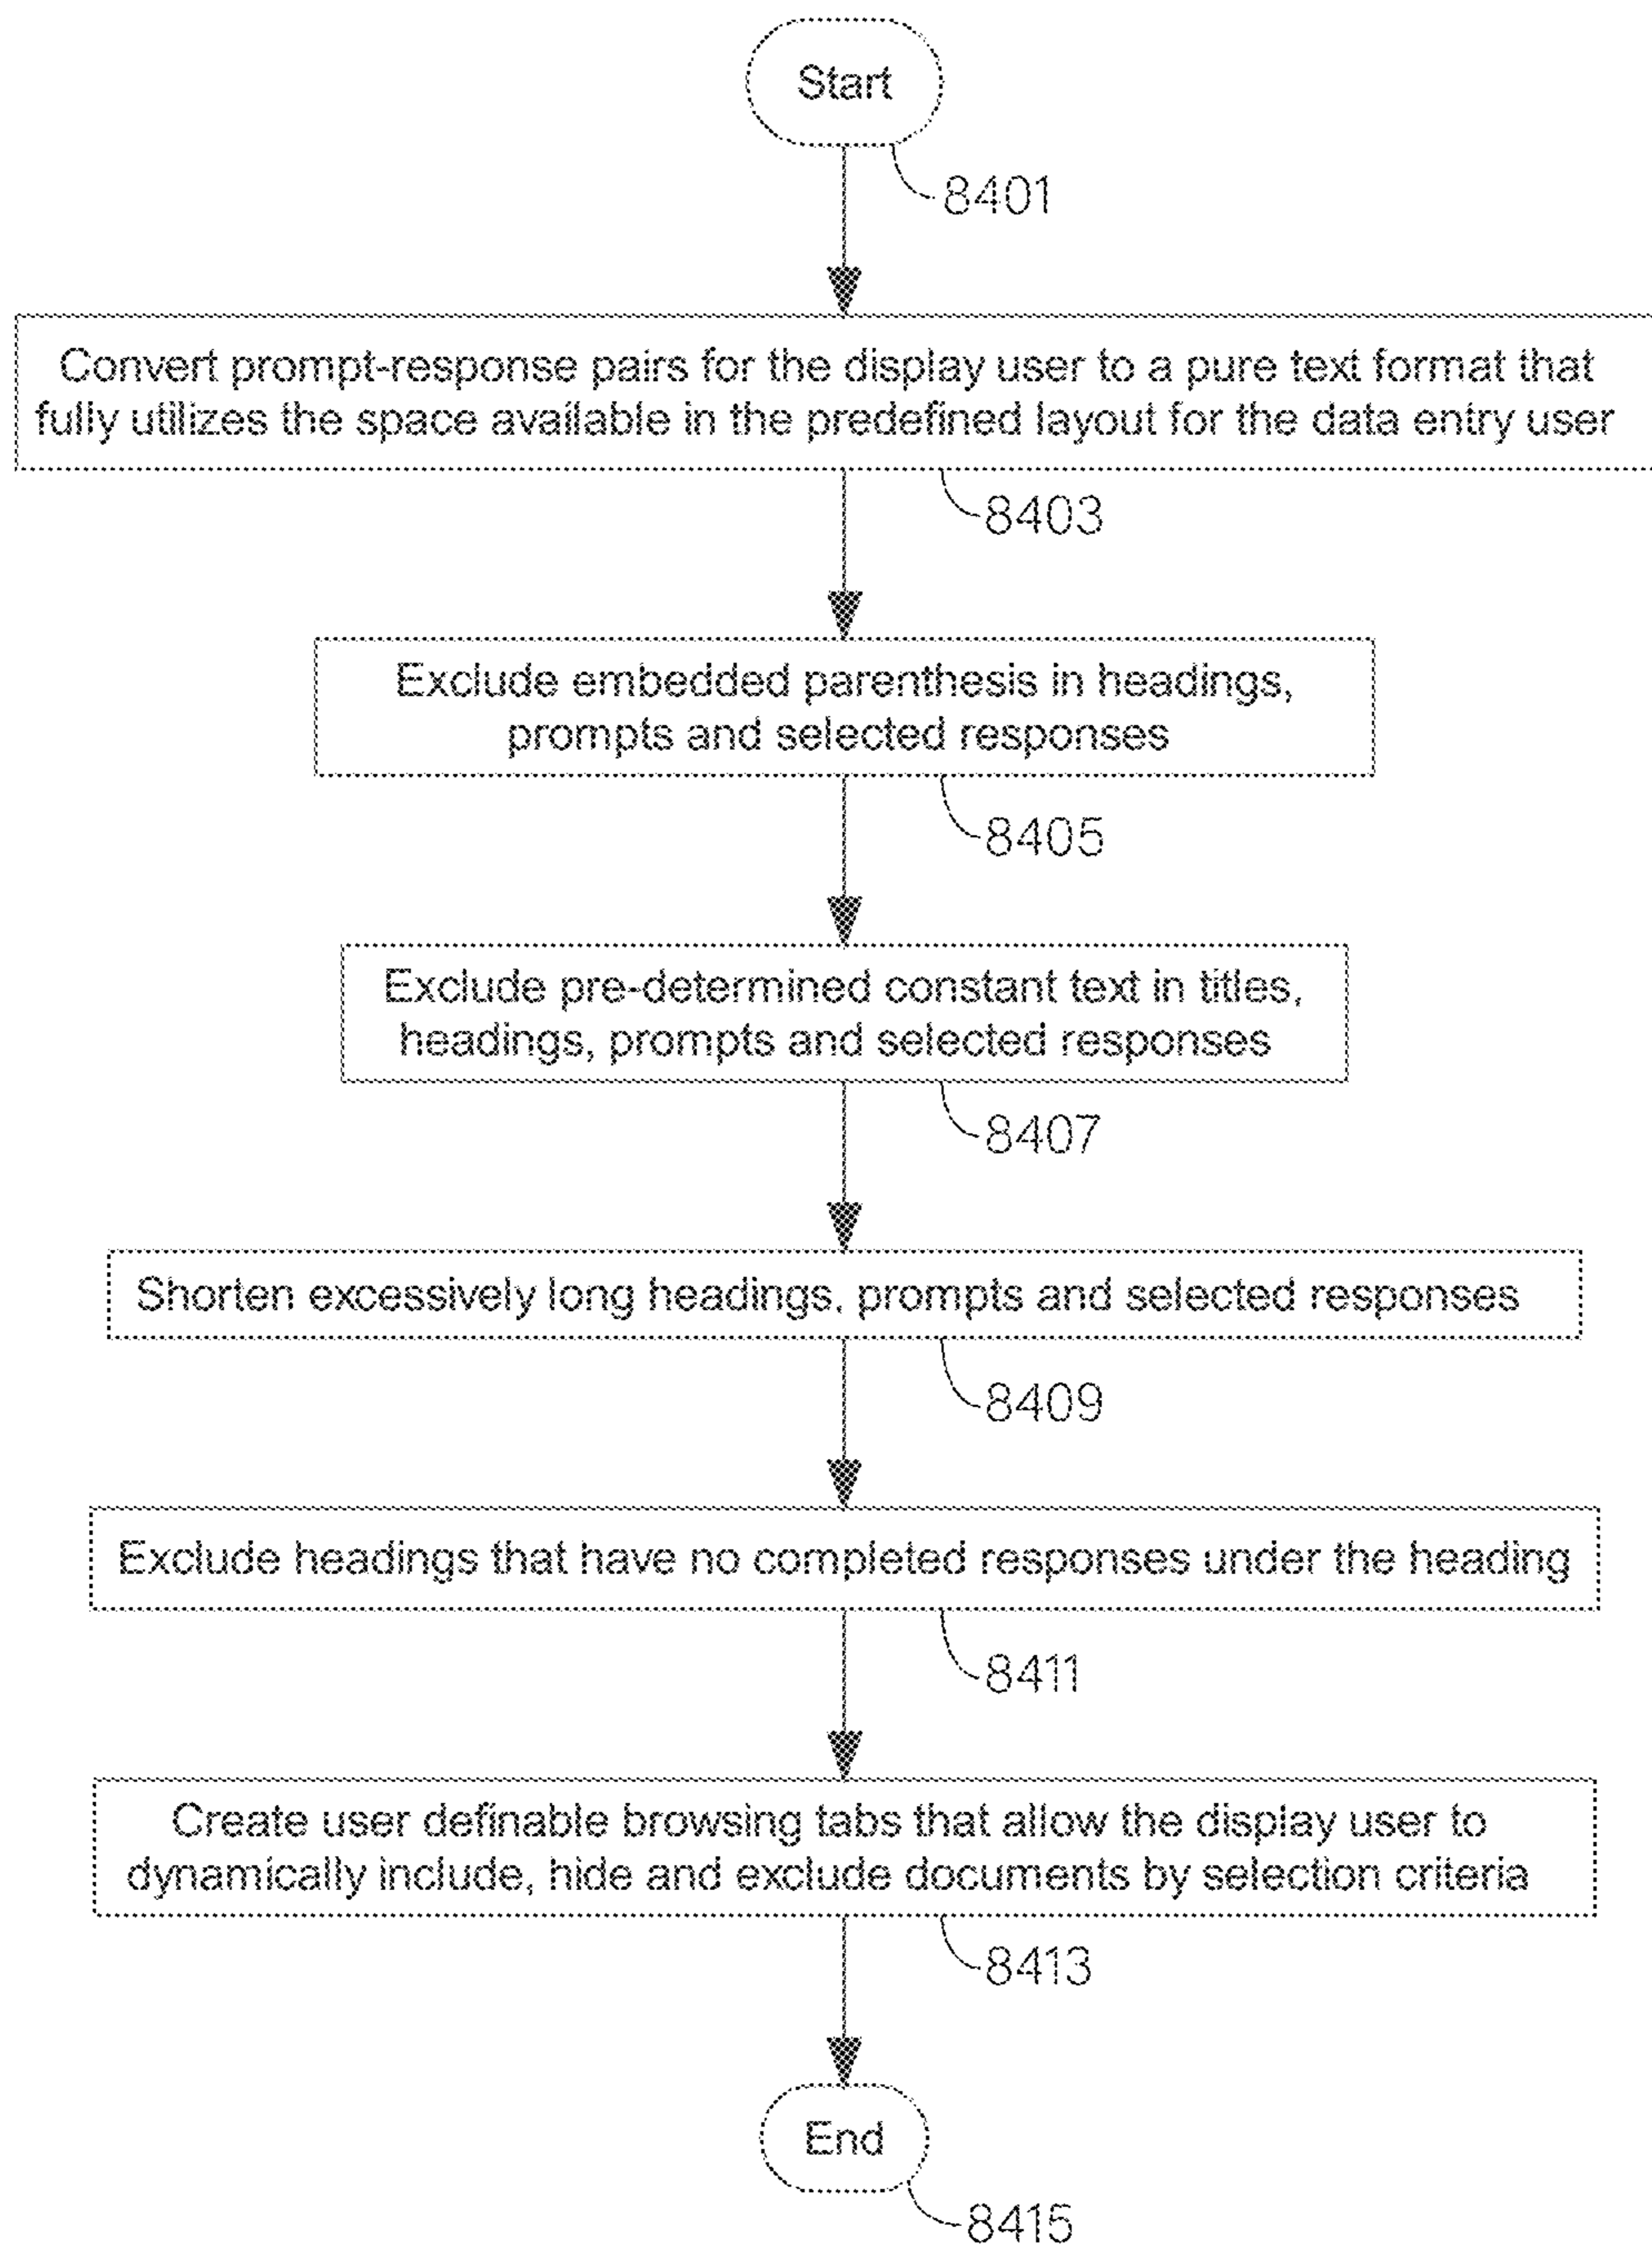 Start
8401
Convert prompt-response pairs for the display user to a pure text format that
fully utilizes the space available in the predefined layout for the data entry user
8403
Exclude embedded parenthesis in headings,
prompts and selected responses
8405
Exclude pre-determined constant text in titles,
headings, prompts and selected responses
8407
Shorten excessively long headings, prompts and selected responses
8409
Exclude headings that have no completed responses under the heading
8411
Create user definable browsing tabs that allow the display user to
dynamically include, hide and exclude documents by selection criteria
8413
End
8415